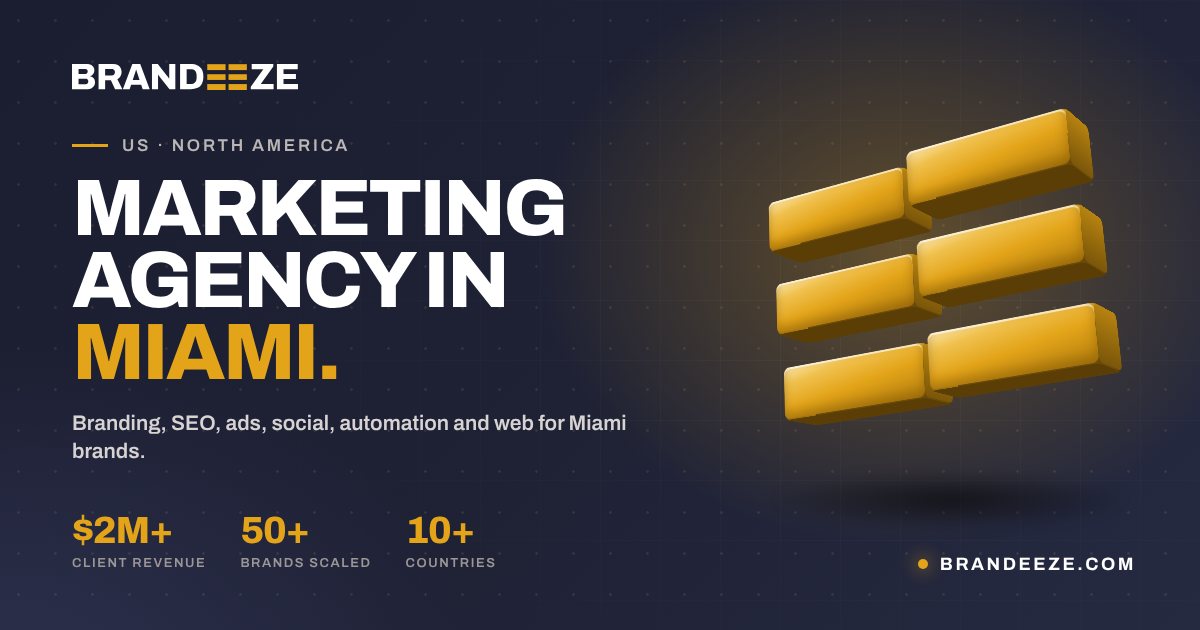 BRANDEEZE
US · NORTH AMERICA
MARKETING
AGENCY IN
MIAMI.
Branding, SEO, ads, social, automation and web for Miami
brands.
$2M+ 50+ 10+
CLIENT REVENUE BRANDS SCALED COUNTRIES
BRANDEEZE.COM